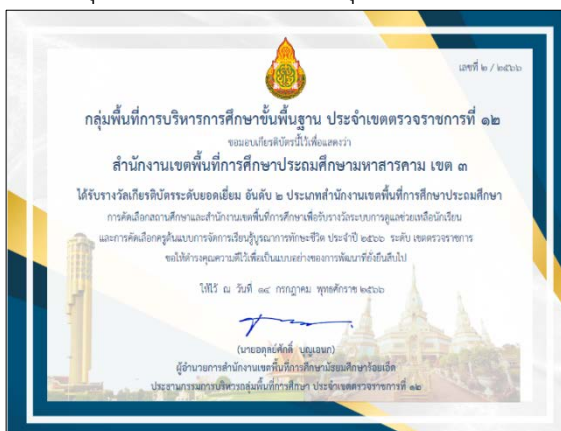 เลขที่ ๒ / ๒๕๖๖
กลุ่มพื้นที่การบริหารการศึกษาขั้นพื้นฐาน ประจำเขตตรวจราชการที่ ๑๒
ขอมอบเกียรติบัตรนี้ไว้เพื่อแสดงว่า
สำนักงานเขตพื้นที่การศึกษาประถมศึกษามหาสารคาม เขต ๓
ได้รับรางวัลเกียรติบัตรระดับยอดเยี่ยม อันดับ ๒ ประเภทสำนักงานเขตพื้นที่การศึกษาประถมศึกษา
การคัดเลือกสถานศึกษาและสำนักงานเขตพื้นที่การศึกษาเพื่อรับรางวัลระบบการดูแลช่วยเหลือนักเรียน
และการคัดเลือกครูต้นแบบการจัดการเรียนรู้บูรณาการทักษะชีวิต ประจำปี ๒๕๖๖ ระดับ เขตตรวจราชการ
ขอให้ดำรงคุณความดีไว้เพื่อเป็นแบบอย่างของการพัฒนาที่ยั่งยืนสืบไป
ให้ไว้ ณ วันที่ ๑๔ กรกฎาคม พุทธศักราช ๒๕๖๖
(นายอดุลย์ศักดิ์ บุญเอนก)
ผู้อำนวยการสำนักงานเขตพื้นที่การศึกษามัธยมศึกษาร้อยเอ็ด
ประธานกรรมการบริหารกลุ่มพื้นที่การศึกษา ประจำเขตตรวจราชการที่ ๑๒